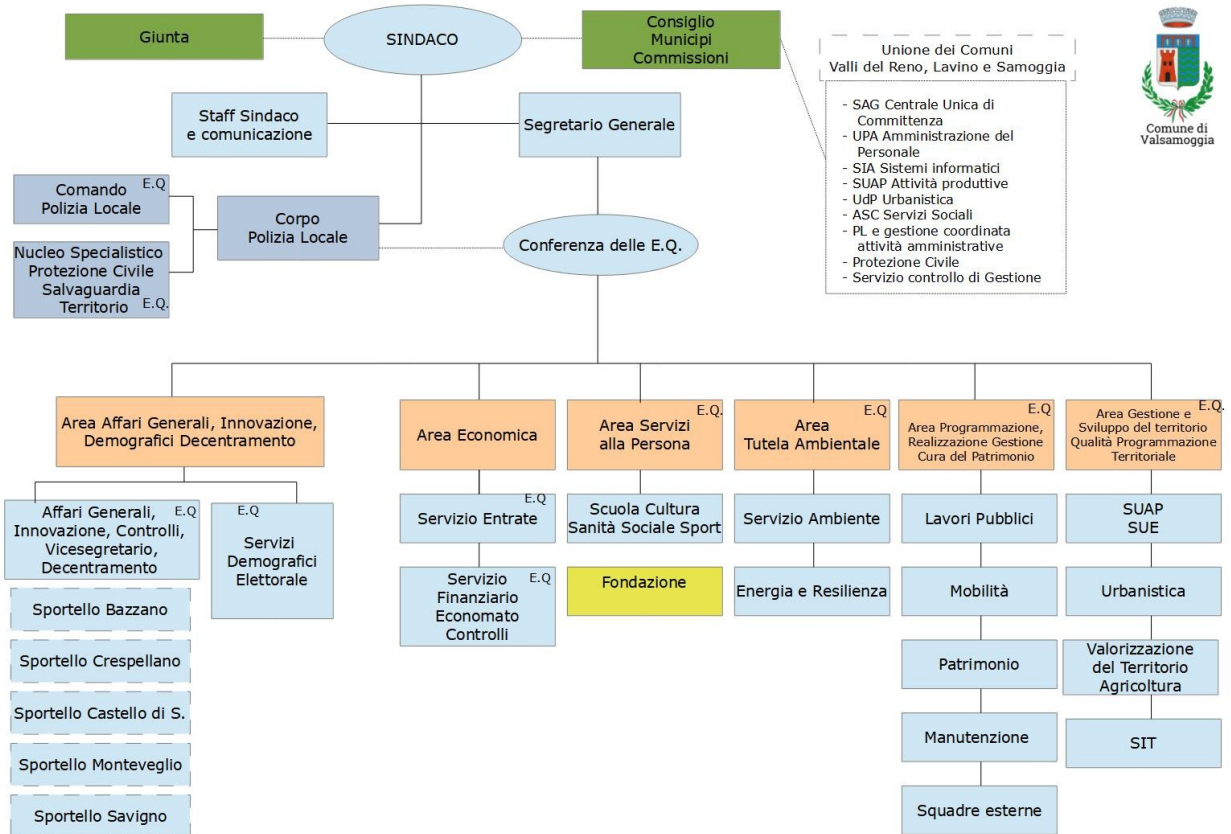 Giunta
SINDACO
Consiglio
Municipi
Commissioni
Unione dei Comuni
Valli del Reno, Lavino e Samoggia
Comune di
Valsamoggia
- SAG Centrale Unica di
Committenza
- UPA Amministrazione del
Personale
- SIA Sistemi informatici
- SUAP Attività produttive
- UdP Urbanistica
- ASC Servizi Sociali
- PL e gestione coordinata
attività amministrative
- Protezione Civile
- Servizio controllo di Gestione
Staff Sindaco
e comunicazione
Segretario Generale
E.Q
Comando
Polizia Locale
Corpo
Polizia Locale
Conferenza delle E.Q.
Nucleo Specialistico
Protezione Civile
Salvaguardia
Territorio E.Q.
Area Affari Generali, Innovazione,
Demografici Decentramento
Area Economica
E.Q.
Area Servizi
alla Persona
E.Q
Area
Tutela Ambientale
E.Q
Area Programmazione,
Realizzazione Gestione
Cura del Patrimonio
E.Q.
Area Gestione e
Sviluppo del territorio
Qualità Programmazione
Territoriale
Affari Generali, E.Q
Innovazione, Controlli,
Vicesegretario,
Decentramento
E.Q
Servizi
Demografici
Elettorale
E.Q
Servizio Entrate
Scuola Cultura
Sanità Sociale Sport
Servizio Ambiente
Lavori Pubblici
SUAP
SUE
Servizio E.Q
Finanziario
Economato
Controlli
Fondazione
Energia e Resilienza
Mobilità
Urbanistica
Sportello Bazzano
Sportello Crespellano
Sportello Castello di S.
Sportello Monteveglio
Sportello Savigno
Patrimonio
Valorizzazione
del Territorio
Agricoltura
Manutenzione
SIT
Squadre esterne